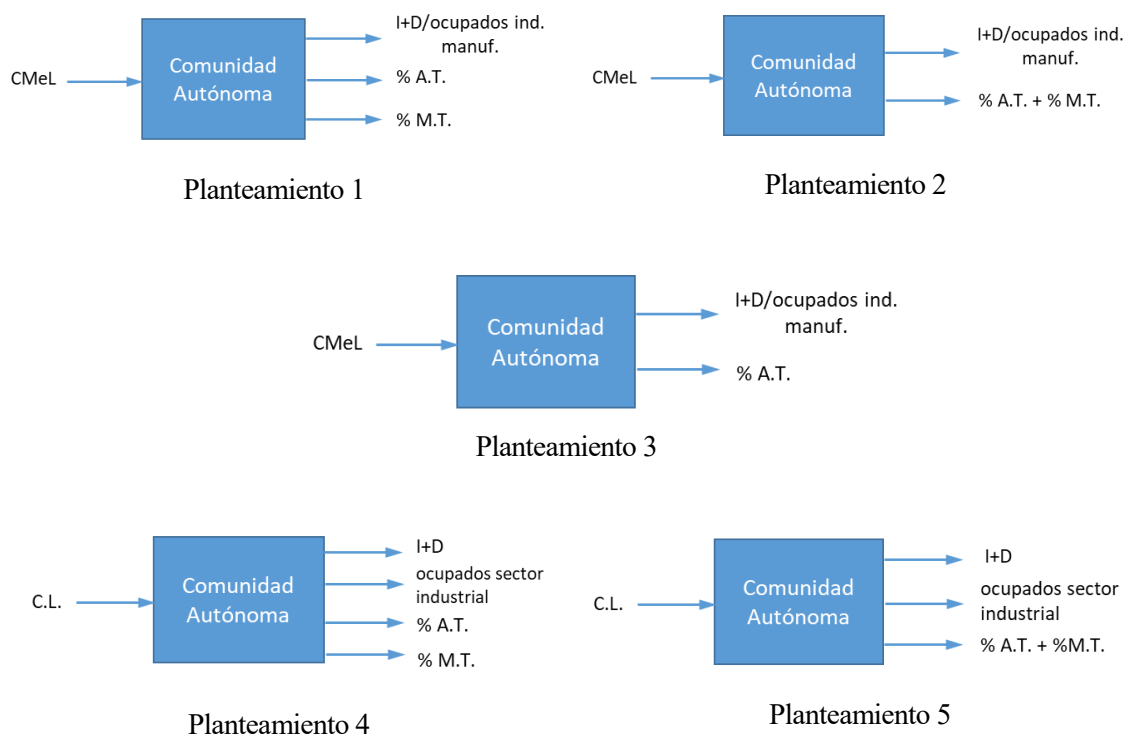 CMeL
Comunidad
Autónoma
I+D/ocupados ind.
manuf.
% A.T.
% M.T.
Planteamiento 1
CMeL
Comunidad
Autónoma
I+D/ocupados ind.
manuf.
% A.T. + % M.T.
Planteamiento 2
CMeL
Comunidad
Autónoma
I+D/ocupados ind.
manuf.
% A.T.
Planteamiento 3
C.L.
Comunidad
Autónoma
I+D
ocupados sector
industrial
% A.T.
% M.T.
Planteamiento 4
C.L.
Comunidad
Autónoma
I+D
ocupados sector
industrial
% A.T. + %M.T.
Planteamiento 5